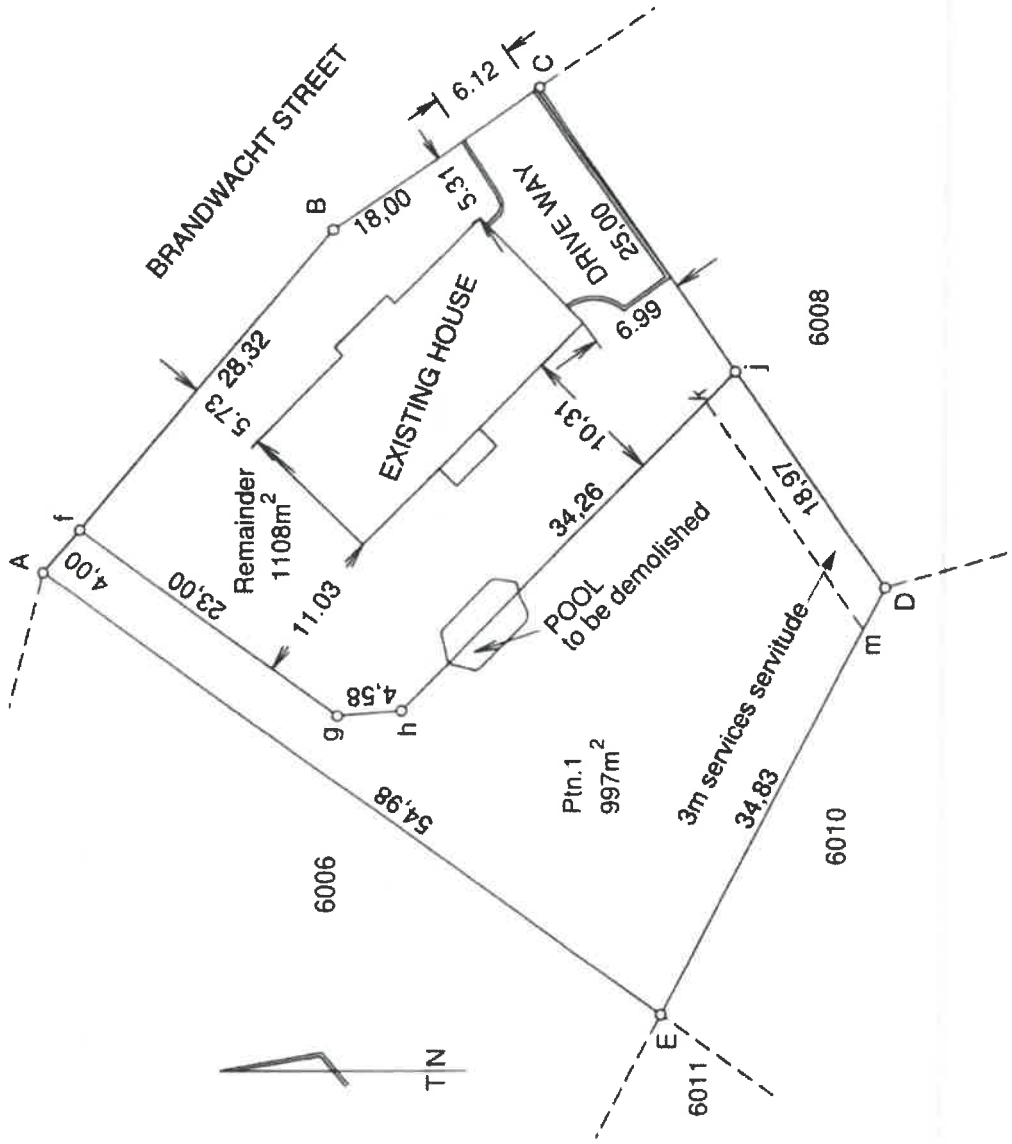 BRANDWACHT STREET
A
4,00
f
28,32
5.73
B
18,00
5.31
6.12
C
DRIVE WAY
25,00
6.99
EXISTING HOUSE
Remainder
1108m²
23,00
11.03
10,31
g
4,58
h
34,26
POOL
to be demolished
k
j
18,97
6008
3m services servitude
D
m
Ptn.1
997m²
54,98
34,83
6006
6010
E
6011
TN